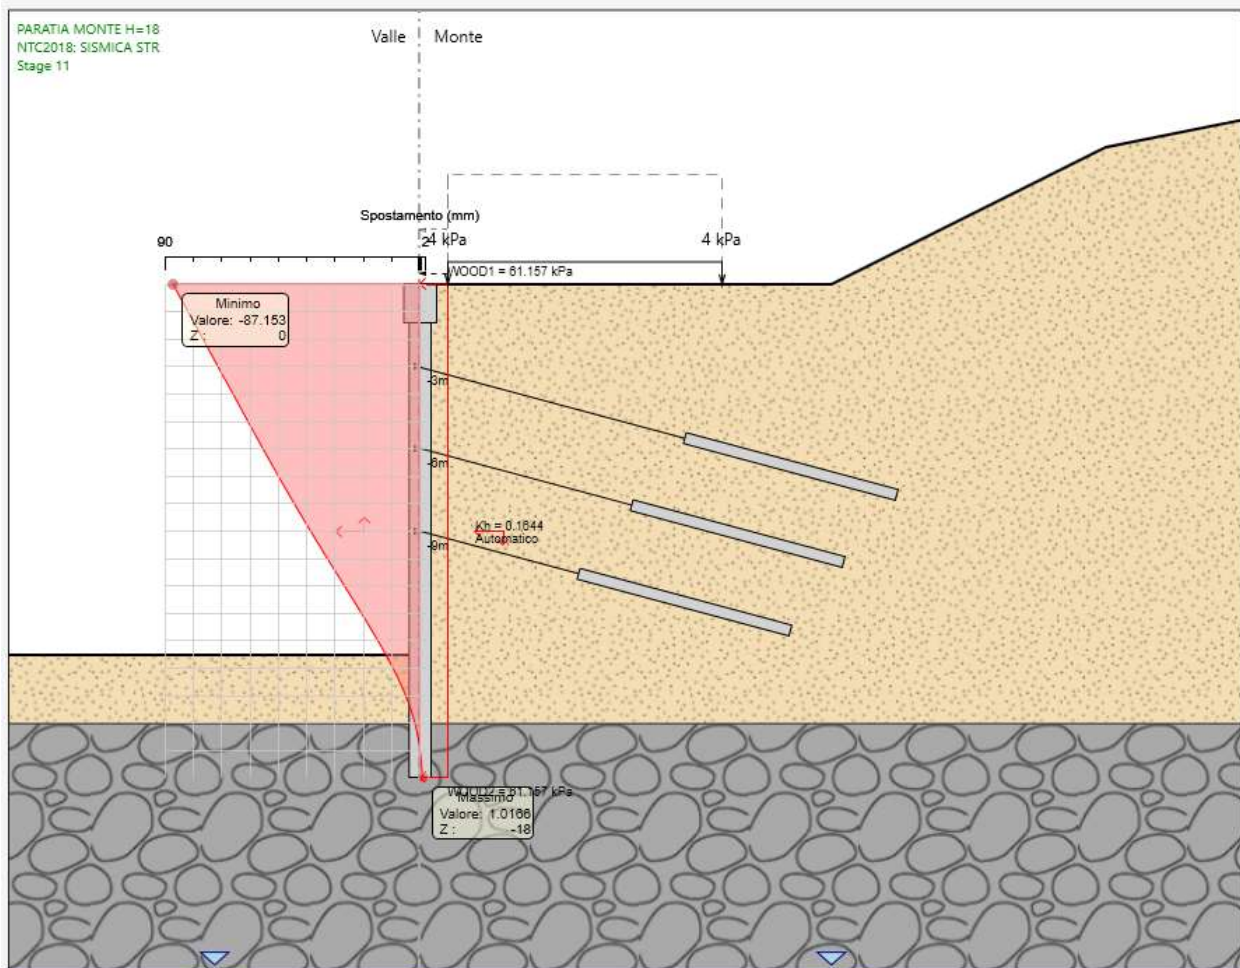 PARATIA MONTE H=18
NTC2018: SISMICA STR
Stage 11
Valle
Monte
Spostamento (mm)
90
2
4 kPa
4 kPa
WOOD1 = 61.157 kPa
Minimo
Valore: -87.153
Z : 0
-3m
-6m
Kh = 0.1644
Automatico
-9m
WOOD2 = 61.157 kPa
Massimo
Valore: 1.0166
Z : -18